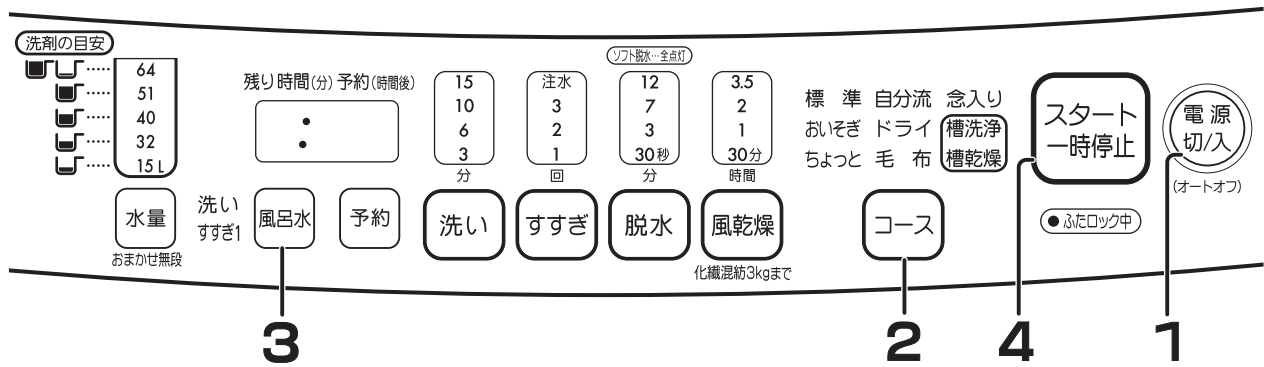 洗剤の目安
64
51
40
32
15L
水量
おまかせ無段
残り時間(分) 予約(時間後)
:
洗い
すすぎ1
風呂水
予約
15
10
6
3
分
洗い
注水
3
2
1
回
すすぎ
ソフト脱水…全点灯
12
7
3
30秒
分
脱水
3.5
2
1
30分
時間
風乾燥
化繊混紡3kgまで
標準 自分流 念入り
おいそぎ ドライ 槽洗浄
ちょっと 毛布 槽乾燥
コース
スタート
一時停止
ふたロック中
電源
切/入
(オートオフ)
3
2
4
1